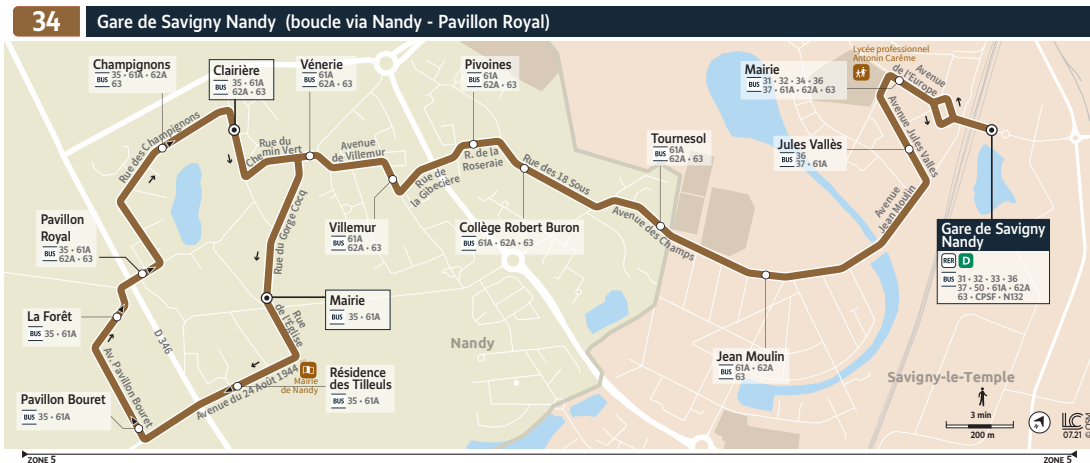 34
Gare de Savigny Nandy (boucle via Nandy - Pavillon Royal)
Champignons
BUS 35 • 61A • 62A
63
Clairière
BUS 35 • 61A
62A • 63
Vénerie
BUS 61A
62A • 63
Pivoines
BUS 61A
62A • 63
Lycée professionnel
Antonin Carême
Mairie
BUS 31 • 32 • 34 • 36
37 • 61A • 62A • 63
Avenue
de l'Europe
Avenue Jules Valles
Jules Vallès
BUS 36
37 • 61A
Tournesol
BUS 61A
62A • 63
Rue des Champignons
Rue du
Chemin Vert
Avenue
de Villemur
Rue de
la Gibecière
R. de la
Roseraie
Rue des 18 Sous
Avenue des Champs
Avenue
Jean Moulin
Pavillon
Royal
BUS 35 • 61A
62A • 63
Rue du Gorge Cocq
Villemur
BUS 61A
62A • 63
Collège Robert Buron
BUS 61A • 62A • 63
Gare de Savigny
Nandy
RER D
BUS 31 • 32 • 33 • 36
37 • 50 • 61A • 62A
63 • CPSF • N132
La Forêt
BUS 35 • 61A
D 346
Mairie
BUS 35 • 61A
Rue
de l'Église
Nandy
Jean Moulin
BUS 61A • 62A
63
Savigny-le-Temple
Av. Pavillon Bouret
Pavillon Bouret
BUS 35 • 61A
Avenue du 24 Août 1944
Mairie
de Nandy
Résidence
des Tilleuls
BUS 35 • 61A
3 min
200 m
N
LC
07.21
© OSM
ZONE 5
ZONE 5